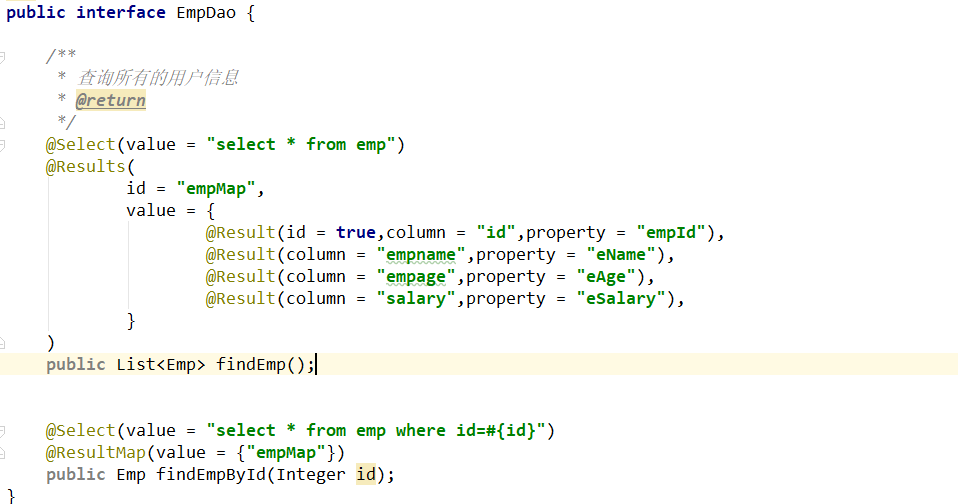 public interface EmpDao {
/**
* 查询所有的用户信息
* @return
*/
@Select(value = "select * from emp")
@Results(
id = "empMap",
value = {
@Result(id = true,column = "id",property = "empId"),
@Result(column = "empname",property = "eName"),
@Result(column = "empage",property = "eAge"),
@Result(column = "salary",property = "eSalary"),
}
)
public List<Emp> findEmp();
@Select(value = "select * from emp where id=#{id}")
@ResultMap(value = {"empMap"})
public Emp findEmpById(Integer id);
}